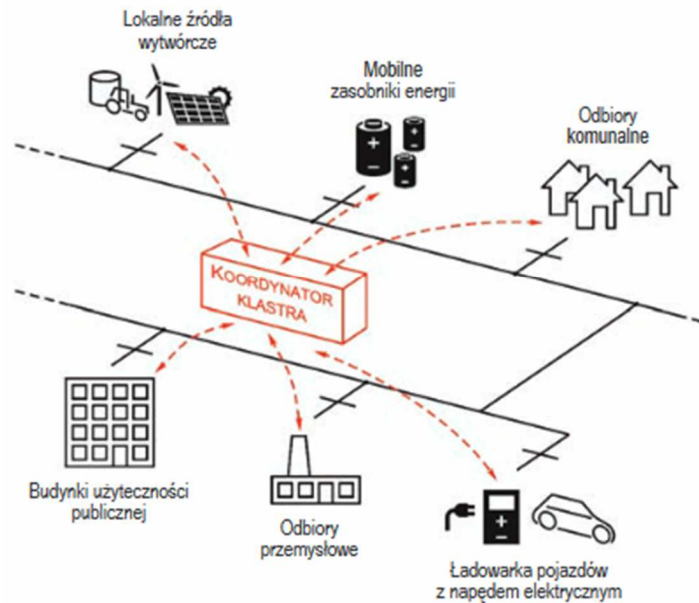 Lokalne źródła
wytwórcze
Mobilne
zasobniki energii
Odbiory
komunalne
KOORDYNATOR
KLASTRA
Budynki użyteczności
publicznej
Odbiory
przemysłowe
Ładowarka pojazdów
z napędem elektrycznym